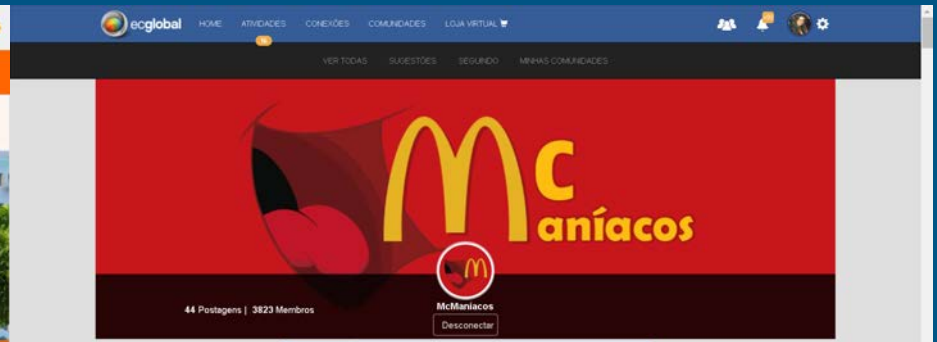 ecglobal HOME ATIVIDADES CONEXÕES COMUNIDADES LOJA VIRTUAL
VER TODAS SUGESTÕES SEGUINDO MINHAS COMUNIDADES
Mc
aníacos
44 Postagens | 3823 Membros
McManíacos
Desconectar